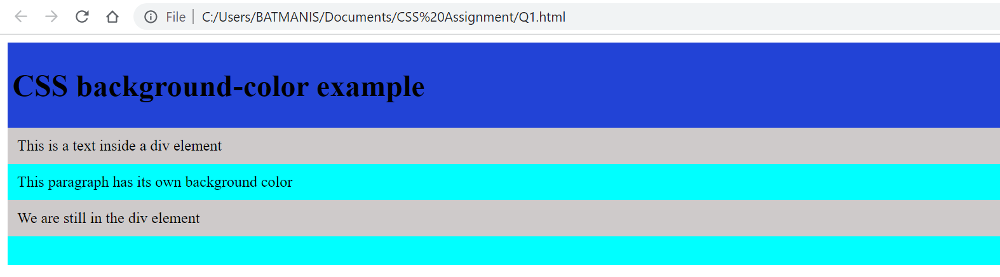 File | C:/Users/BATMANIS/Documents/CSS%20Assignment/Q1.html
CSS background-color example
This is a text inside a div element
This paragraph has its own background color
We are still in the div element